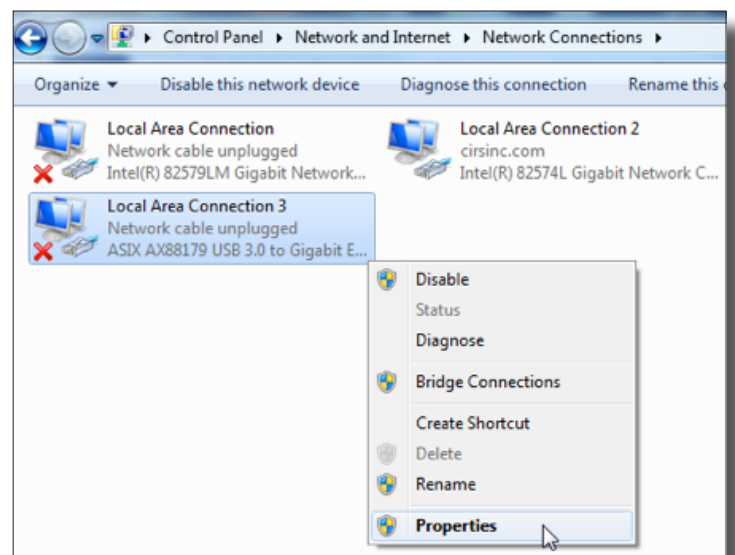 Control Panel Network and Internet Network Connections
Organize Disable this network device Diagnose this connection Rename this
Local Area Connection
Network cable unplugged
Intel(R) 82579LM Gigabit Network...
Local Area Connection 2
cirsinc.com
Intel(R) 82574L Gigabit Network C...
Local Area Connection 3
Network cable unplugged
ASIX AX88179 USB 3.0 to Gigabit E...
Disable
Status
Diagnose
Bridge Connections
Create Shortcut
Delete
Rename
Properties